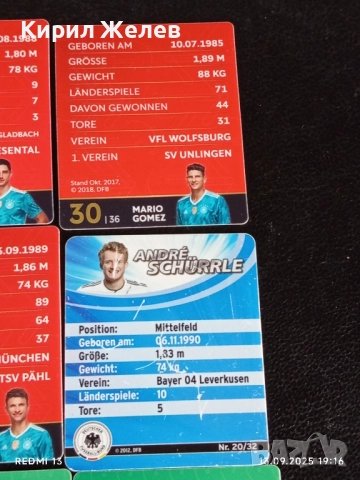 Кирил Желев
.08.1986
1,80 M
78 KG
9
7
3
GLADBACH
ESENTAL
GEBOREN AM 10.07.1985
GRÖSSE 1,89 M
GEWICHT 88 KG
LÄNDERSPIELE 71
DAVON GEWONNEN 44
TORE 31
VEREIN VFL WOLFSBURG
1. VEREIN SV UNLINGEN
Stand Okt. 2017,
© 2018, DFB
30 | 36 MARIO GOMEZ
3.09.1989
1,86 M
74 KG
89
64
37
MÜNCHEN
TSV PÄHL
ANDRÉ SCHÜRRLE
Position: Mittelfeld
Geboren am: 06.11.1990
Größe: 1,83 m
Gewicht: 74 kg
Verein: Bayer 04 Leverkusen
Länderspiele: 10
Tore: 5
© 2012, DFB
Nr. 20/32
REDMI 13
13.09.2025 19:16